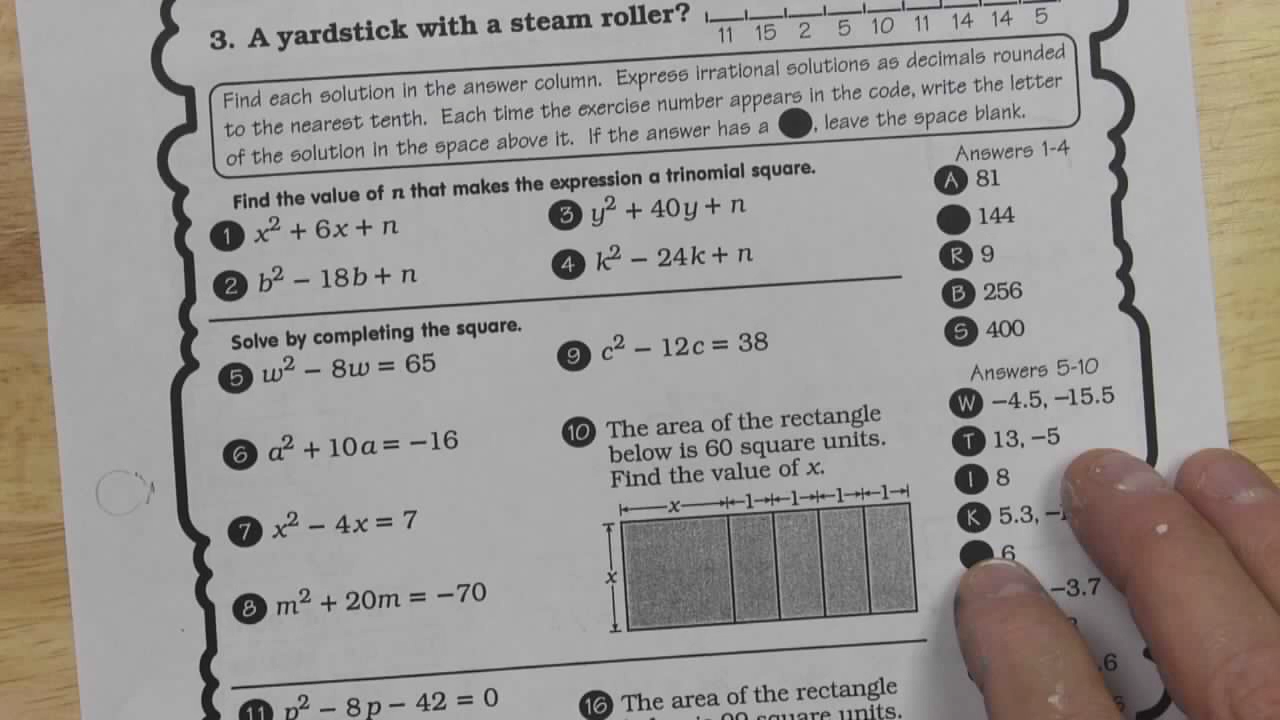 3. A yardstick with a steam roller?
11 15 2 5 10 11 14 14 5
Find each solution in the answer column. Express irrational solutions as decimals rounded
to the nearest tenth. Each time the exercise number appears in the code, write the letter
of the solution in the space above it. If the answer has a ●, leave the space blank.
Find the value of n that makes the expression a trinomial square.
1 x² + 6x + n
2 b² − 18b + n
3 y² + 40y + n
4 k² − 24k + n
Answers 1-4
A 81
144
R 9
B 256
S 400
Solve by completing the square.
5 w² − 8w = 65
6 a² + 10a = −16
7 x² − 4x = 7
8 m² + 20m = −70
9 c² − 12c = 38
10 The area of the rectangle
below is 60 square units.
Find the value of x.
x 1 1 1 1
x
Answers 5-10
W −4.5, −15.5
T 13, −5
I 8
K 5.3, −
6
−3.7
.6
11 p² − 8p − 42 = 0
16 The area of the rectangle
square units.